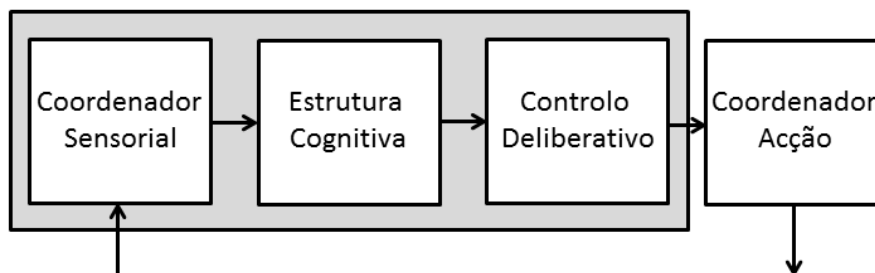 Coordenador
Sensorial
Estrutura
Cognitiva
Controlo
Deliberativo
Coordenador
Acção